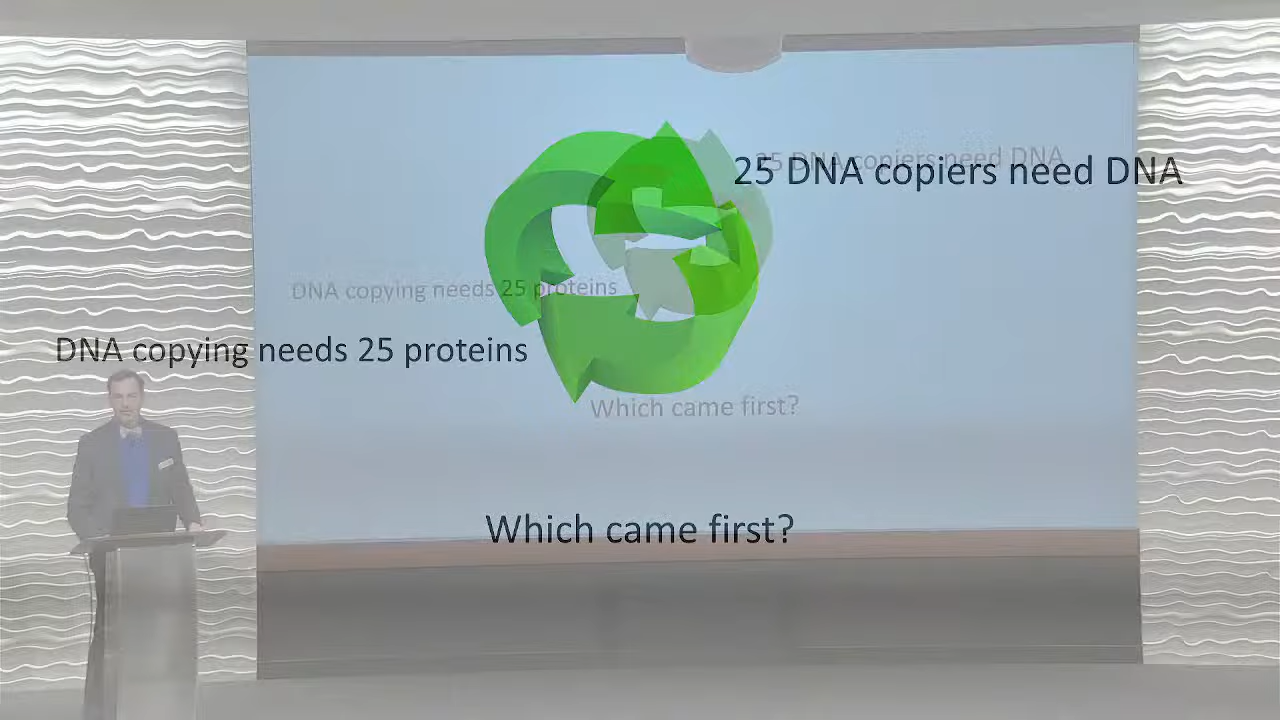 25 DNA copiers need DNA
25 DNA copiers need DNA
DNA copying needs 25 proteins
DNA copying needs 25 proteins
Which came first?
Which came first?